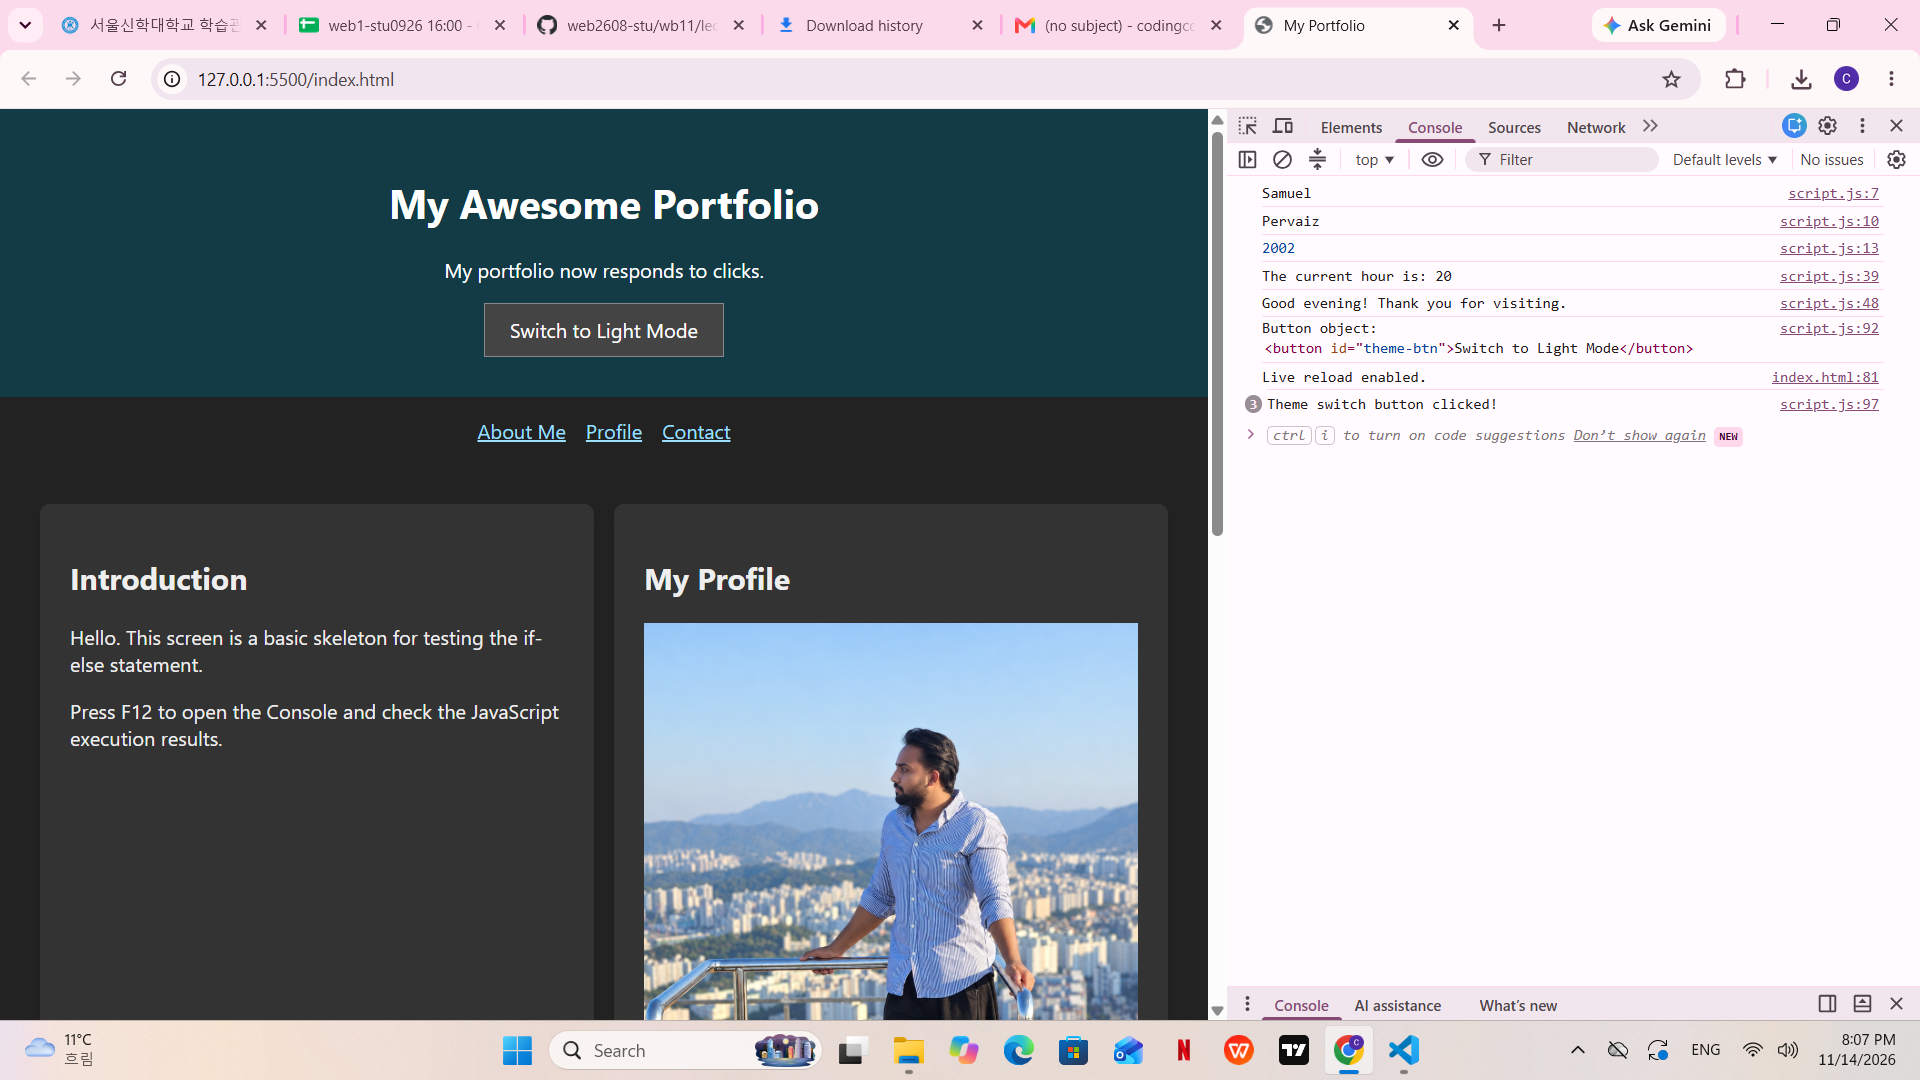 서울신학대학교 학습관
web1-stu0926 16:00 -
web2608-stu/wb11/lec
Download history
(no subject) - codingcc
My Portfolio
Ask Gemini
127.0.0.1:5500/index.html
C
My Awesome Portfolio
My portfolio now responds to clicks.
Switch to Light Mode
About Me Profile Contact
Introduction
Hello. This screen is a basic skeleton for testing the if-
else statement.
Press F12 to open the Console and check the JavaScript
execution results.
My Profile
Elements Console Sources Network
top Filter Default levels No issues
Samuel script.js:7
Pervaiz script.js:10
2002 script.js:13
The current hour is: 20 script.js:39
Good evening! Thank you for visiting. script.js:48
Button object: script.js:92
<button id="theme-btn">Switch to Light Mode</button>
Live reload enabled. index.html:81
3 Theme switch button clicked! script.js:97
ctrl i to turn on code suggestions Don't show again NEW
Console AI assistance What's new
11°C
흐림
Search
ENG
8:07 PM
11/14/2026